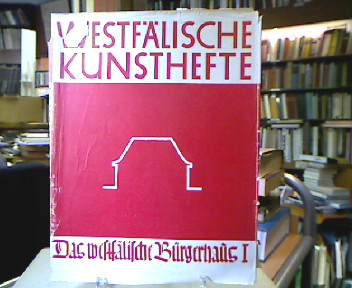 WESTFÄLISCHE
KUNSTHEFTE
Das westfälische Bürgerhaus I